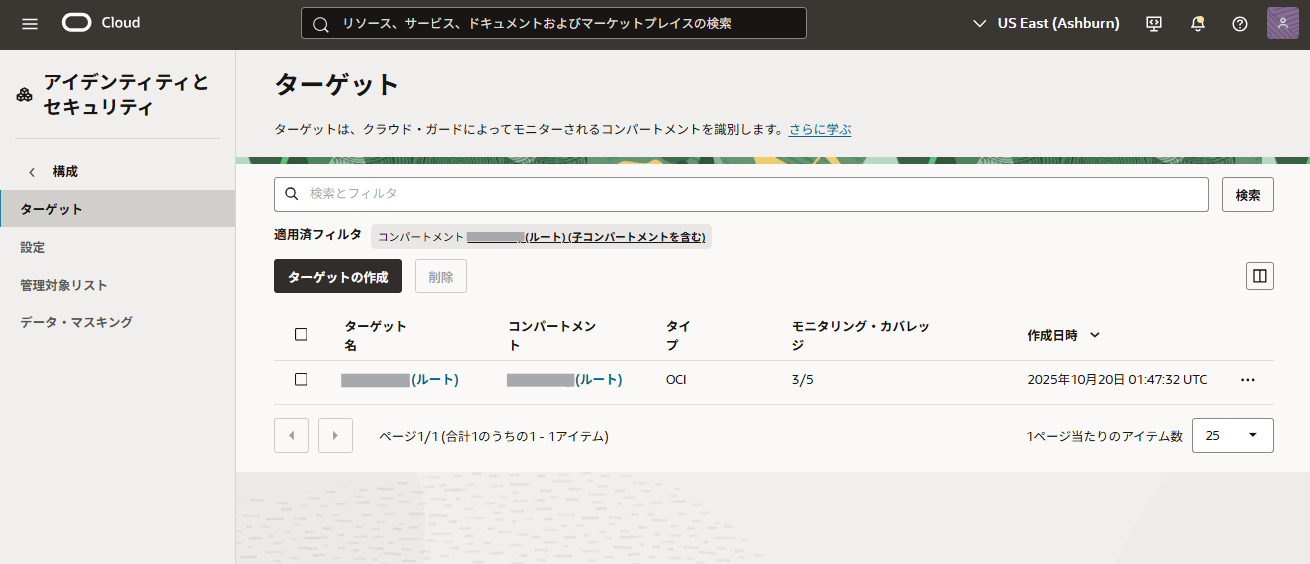 Cloud
リソース、サービス、ドキュメントおよびマーケットプレイスの検索
US East (Ashburn)
アイデンティティと
セキュリティ
構成
ターゲット
設定
管理対象リスト
データ・マスキング
ターゲット
ターゲットは、クラウド・ガードによってモニターされるコンパートメントを識別します。さらに学ぶ
検索とフィルタ
検索
適用済フィルタ
コンパートメント (ルート) (子コンパートメントを含む)
ターゲットの作成
削除
ターゲット
名
コンパートメン
ト
タイ
プ
モニタリング・カバレッ
ジ
作成日時
(ルート)
(ルート)
OCI
3/5
2025年10月20日 01:47:32 UTC
ページ1/1 (合計1のうちの1 - 1アイテム)
1ページ当たりのアイテム数
25